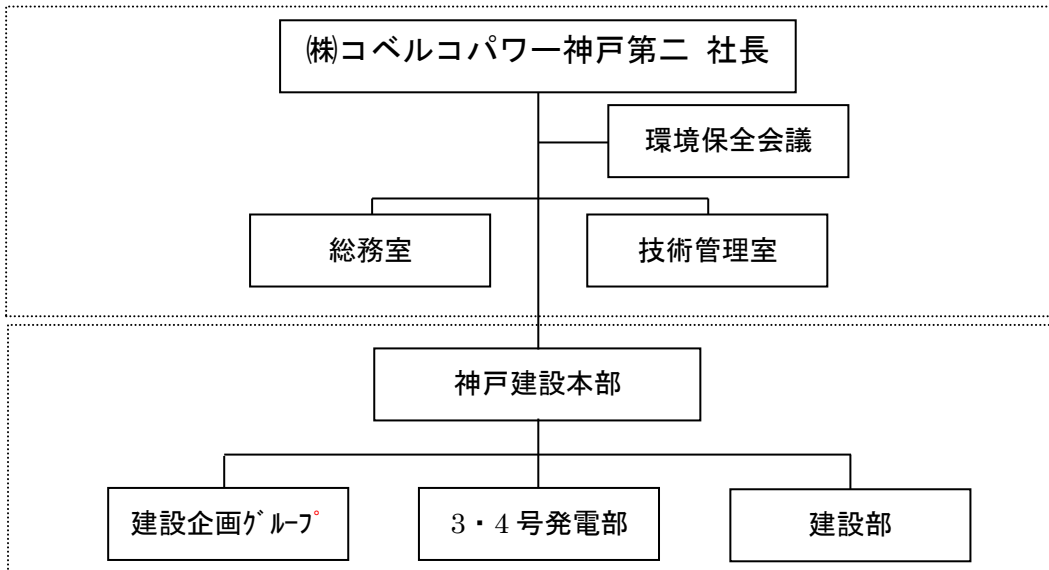 ㈱コベルコパワー神戸第二 社長
環境保全会議
総務室
技術管理室
神戸建設本部
建設企画ｸﾞﾙｰﾌﾟ
3・4号発電部
建設部